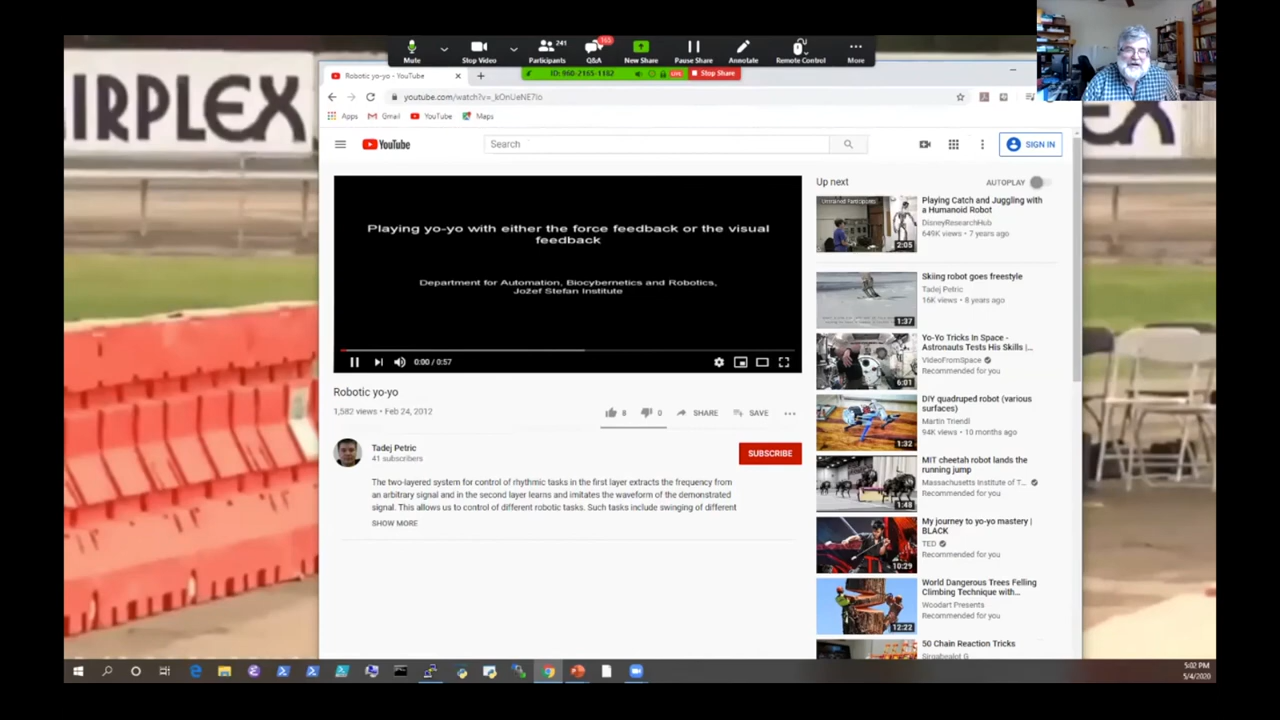 IRPLEX
EX
Mute
Stop Video
241
Participants
165
Q&A
New Share
Pause Share
Annotate
Remote Control
More
ID: 960-2165-1182
LIVE
Stop Share
Robotic yo-yo - YouTube
youtube.com/watch?v=_kOnUeNE7Io
Apps
Gmail
YouTube
Maps
YouTube
Search
SIGN IN
Playing yo-yo with either the force feedback or the visual
feedback
Department for Automation, Biocybernetics and Robotics,
Jožef Stefan Institute
0:00 / 0:57
Robotic yo-yo
1,582 views • Feb 24, 2012
8
0
SHARE
SAVE
Tadej Petric
41 subscribers
SUBSCRIBE
The two-layered system for control of rhythmic tasks in the first layer extracts the frequency from
an arbitrary signal and in the second layer learns and imitates the waveform of the demonstrated
signal. This allows us to control of different robotic tasks. Such tasks include swinging of different
SHOW MORE
Up next
AUTOPLAY
2:05
Playing Catch and Juggling with
a Humanoid Robot
DisneyResearchHub
649K views • 7 years ago
1:37
Skiing robot goes freestyle
Tadej Petric
16K views • 8 years ago
6:01
Yo-Yo Tricks In Space -
Astronauts Tests His Skills |...
VideoFromSpace
Recommended for you
1:32
DIY quadruped robot (various
surfaces)
Martin Triendl
94K views • 10 months ago
1:48
MIT cheetah robot lands the
running jump
Massachusetts Institute of T...
Recommended for you
10:29
My journey to yo-yo mastery |
BLACK
TED
Recommended for you
12:22
World Dangerous Trees Felling
Climbing Technique with...
Woodart Presents
Recommended for you
50 Chain Reaction Tricks
5:02 PM
5/4/2020